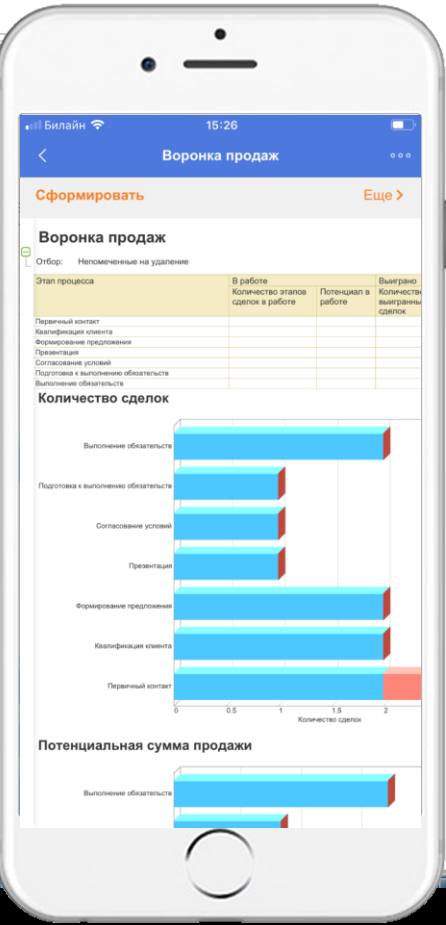 Билайн 15:26
Воронка продаж
Сформировать Еще
Воронка продаж
Отбор: Непомеченные на удаление
Этап процесса В работе Выиграно
Количество этапов сделок в работе Потенциал в работе Количество выигранны сделок
Первичный контакт
Квалификация клиента
Формирование предложения
Презентация
Согласование условий
Подготовка к выполнению обязательств
Выполнение обязательств
Количество сделок
Выполнение обязательств
Подготовка к выполнению обязательств
Согласование условий
Презентация
Формирование предложения
Квалификация клиента
Первичный контакт
0 0.5 1 1.5 2
Количество сделок
Потенциальная сумма продажи
Выполнение обязательств